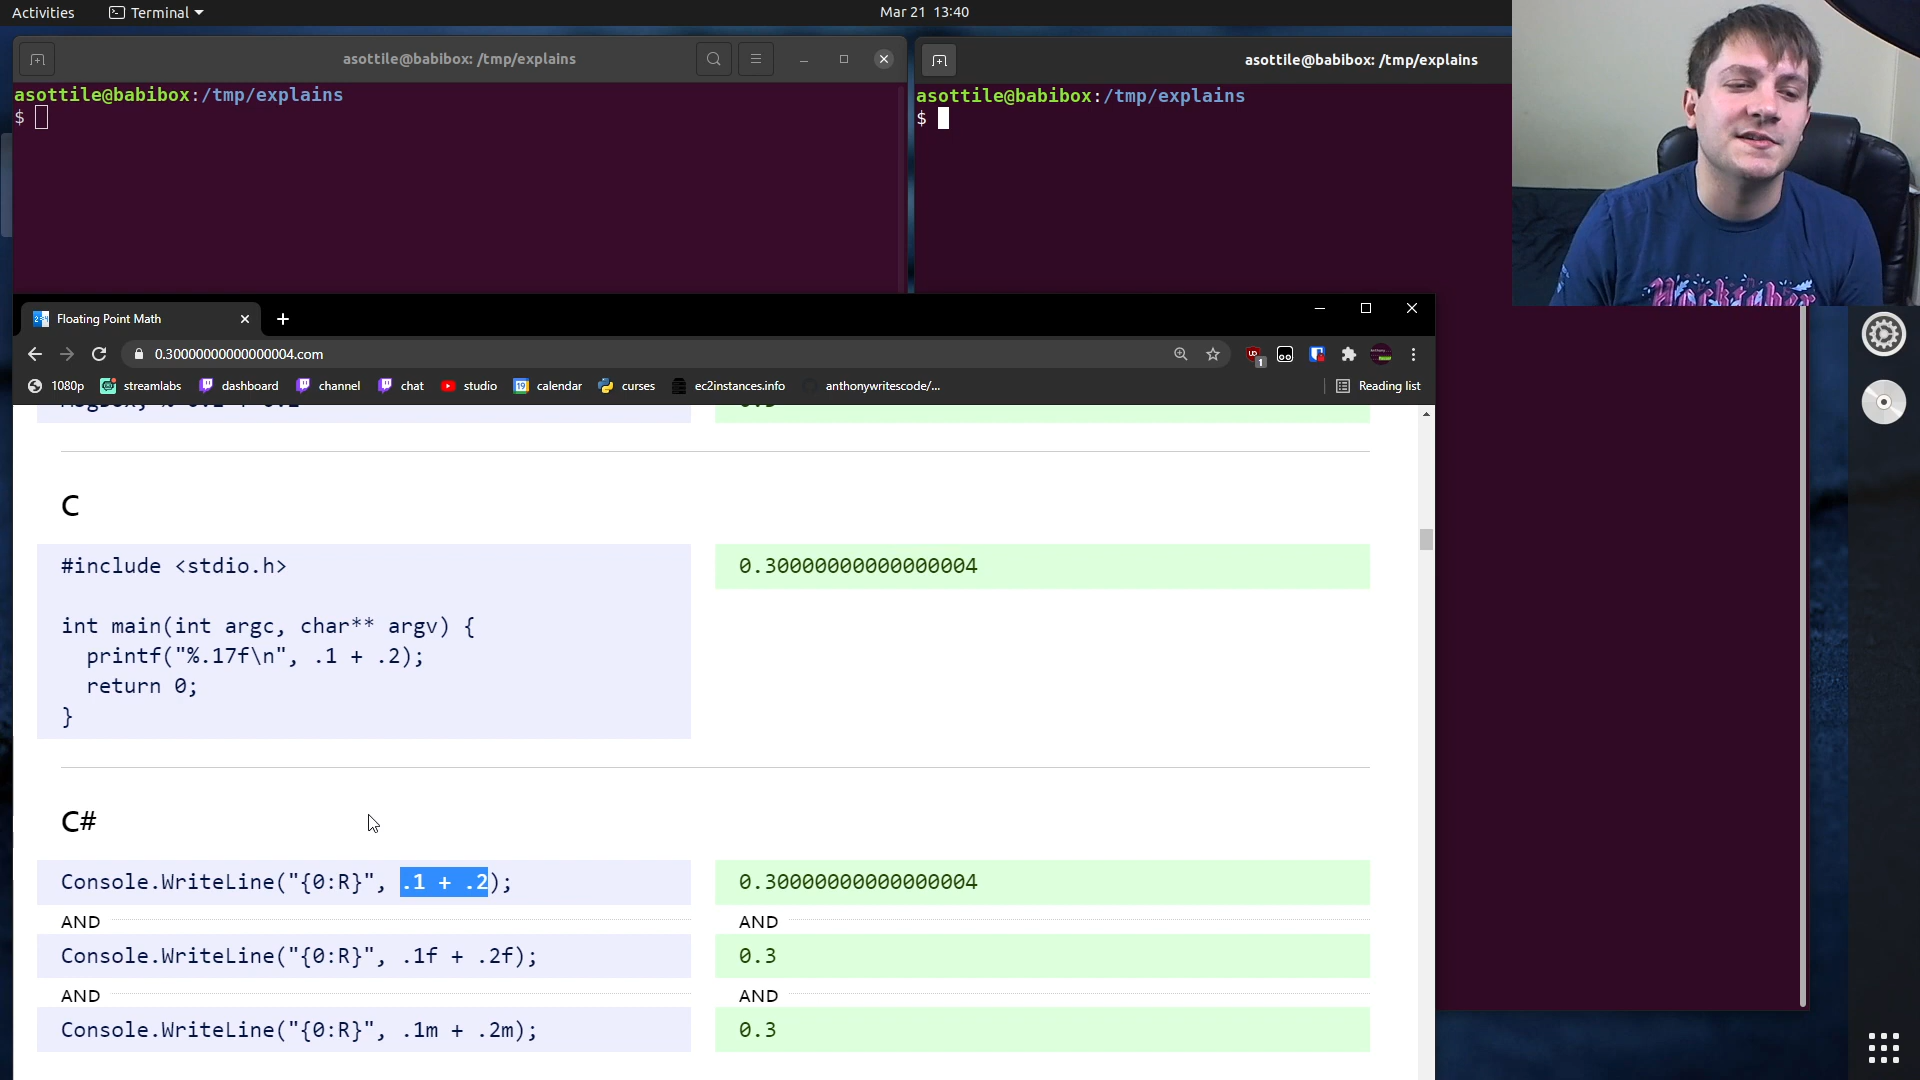 Activities
Terminal
Mar 21 13:40
asottile@babibox: /tmp/explains
asottile@babibox:/tmp/explains
$
asottile@babibox: /tmp/explains
asottile@babibox:/tmp/explains
$
Floating Point Math
0.30000000000000004.com
1080p
streamlabs
dashboard
channel
chat
studio
19
calendar
curses
ec2instances.info
anthonywritescode/...
Reading list
C
#include <stdio.h>
int main(int argc, char** argv) {
printf("%.17f\n", .1 + .2);
return 0;
}
0.30000000000000004
C#
Console.WriteLine("{0:R}", .1 + .2);
0.30000000000000004
AND
AND
Console.WriteLine("{0:R}", .1f + .2f);
0.3
AND
AND
Console.WriteLine("{0:R}", .1m + .2m);
0.3